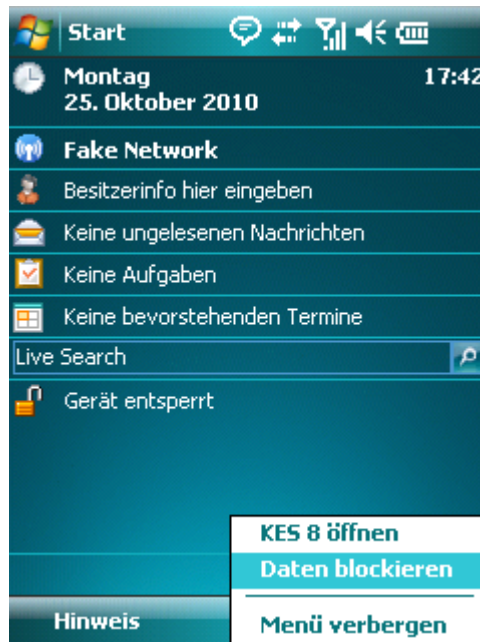 Start
Montag 17:42
25. Oktober 2010
Fake Network
Besitzerinfo hier eingeben
Keine ungelesenen Nachrichten
Keine Aufgaben
Keine bevorstehenden Termine
Live Search
Gerät entsperrt
KES 8 öffnen
Daten blockieren
Menü verbergen
Hinweis